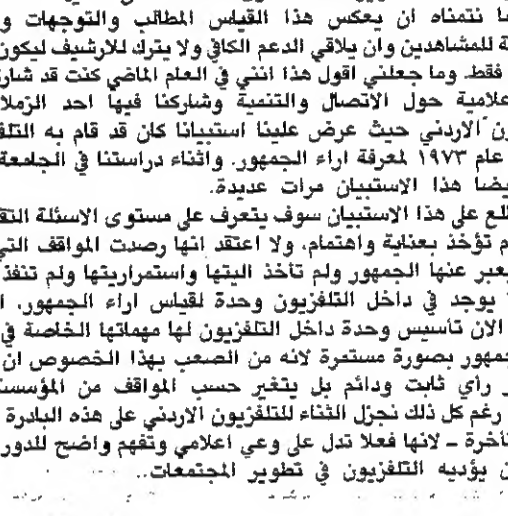 ما نتمناه ان يعكس هذا القياس المطالب والتوجهات و
ة للمشاهدين وان يلاقي الدعم الكافي ولا يترك للارشيف ليكون
فقط. وما جعلني اقول هذا انني في العام الماضي كنت قد شار
علامية حول الاتصال والتنمية وشاركنا فيها احد الزملا
ون الاردني حيث عرض علينا استبيانا كان قد قام به التلف
عام ١٩٧٣ لمعرفة اراء الجمهور. واثناء دراستنا في الجامعة
يضا هذا الاستبيان مرات عديدة.
لع على هذا الاستبيان سوف يتعرف على مستوى الاسئلة التق
م تؤخذ بعناية واهتمام، ولا اعتقد انها رصدت المواقف التي
يعبر عنها الجمهور ولم تأخذ اليتها واستمراريتها ولم تنفذ
يوجد في داخل التلفزيون وحدة لقياس اراء الجمهور. ا
الان تأسيس وحدة داخل التلفزيون لها مهماتها الخاصة في
جمهور بصورة مستمرة لانه من الصعب بهذا الخصوص ان
ر رأي ثابت ودائم بل يتغير حسب المواقف من المؤسسة
رغم كل ذلك نجزل الثناء للتلفزيون الاردني على هذه البادرة
تأخرة ـ لانها فعلا تدل على وعي اعلامي وتفهم واضح للدور
ن يؤديه التلفزيون في تطوير المجتمعات..